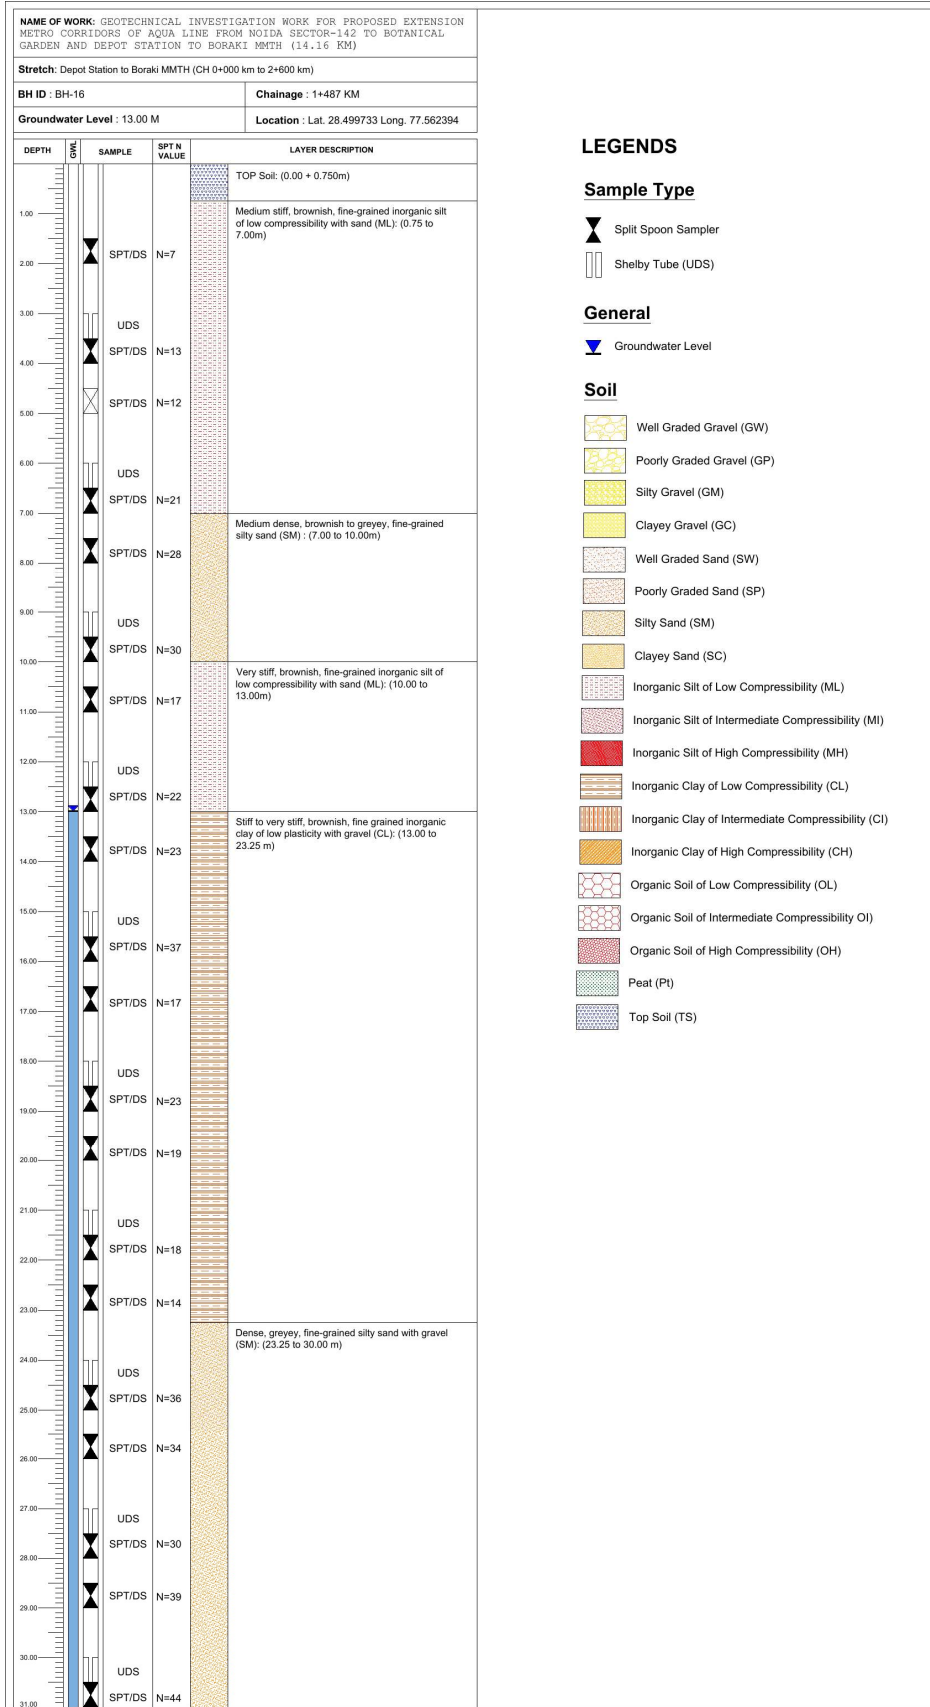 NAME OF WORK: GEOTECHNICAL INVESTIGATION WORK FOR PROPOSED EXTENSION
METRO CORRIDORS OF AQUA LINE FROM NOIDA SECTOR-142 TO BOTANICAL
GARDEN AND DEPOT STATION TO BORAKI MMTH (14.16 KM)
Stretch: Depot Station to Boraki MMTH (CH 0+000 km to 2+600 km)
BH ID : BH-16
Chainage : 1+487 KM
Groundwater Level : 13.00 M
Location : Lat. 28.499733 Long. 77.562394
DEPTH
GWL
SAMPLE
SPT N
VALUE
LAYER DESCRIPTION
TOP Soil: (0.00 + 0.750m)
Medium stiff, brownish, fine-grained inorganic silt
of low compressibility with sand (ML): (0.75 to
7.00m)
1.00
SPT/DS N=7
2.00
3.00
UDS
SPT/DS N=13
4.00
SPT/DS N=12
5.00
6.00
UDS
SPT/DS N=21
7.00
Medium dense, brownish to greyey, fine-grained
silty sand (SM) : (7.00 to 10.00m)
SPT/DS N=28
8.00
9.00
UDS
SPT/DS N=30
10.00
Very stiff, brownish, fine-grained inorganic silt of
low compressibility with sand (ML): (10.00 to
13.00m)
SPT/DS N=17
11.00
12.00
UDS
SPT/DS N=22
13.00
Stiff to very stiff, brownish, fine grained inorganic
clay of low plasticity with gravel (CL): (13.00 to
23.25 m)
SPT/DS N=23
14.00
15.00
UDS
SPT/DS N=37
16.00
SPT/DS N=17
17.00
18.00
UDS
SPT/DS N=23
19.00
SPT/DS N=19
20.00
21.00
UDS
SPT/DS N=18
22.00
SPT/DS N=14
23.00
Dense, greyey, fine-grained silty sand with gravel
(SM): (23.25 to 30.00 m)
24.00
UDS
SPT/DS N=36
25.00
SPT/DS N=34
26.00
27.00
UDS
SPT/DS N=30
28.00
SPT/DS N=39
29.00
30.00
UDS
SPT/DS N=44
31.00
LEGENDS
Sample Type
Split Spoon Sampler
Shelby Tube (UDS)
General
Groundwater Level
Soil
Well Graded Gravel (GW)
Poorly Graded Gravel (GP)
Silty Gravel (GM)
Clayey Gravel (GC)
Well Graded Sand (SW)
Poorly Graded Sand (SP)
Silty Sand (SM)
Clayey Sand (SC)
Inorganic Silt of Low Compressibility (ML)
Inorganic Silt of Intermediate Compressibility (MI)
Inorganic Silt of High Compressibility (MH)
Inorganic Clay of Low Compressibility (CL)
Inorganic Clay of Intermediate Compressibility (CI)
Inorganic Clay of High Compressibility (CH)
Organic Soil of Low Compressibility (OL)
Organic Soil of Intermediate Compressibility OI)
Organic Soil of High Compressibility (OH)
Peat (Pt)
Top Soil (TS)